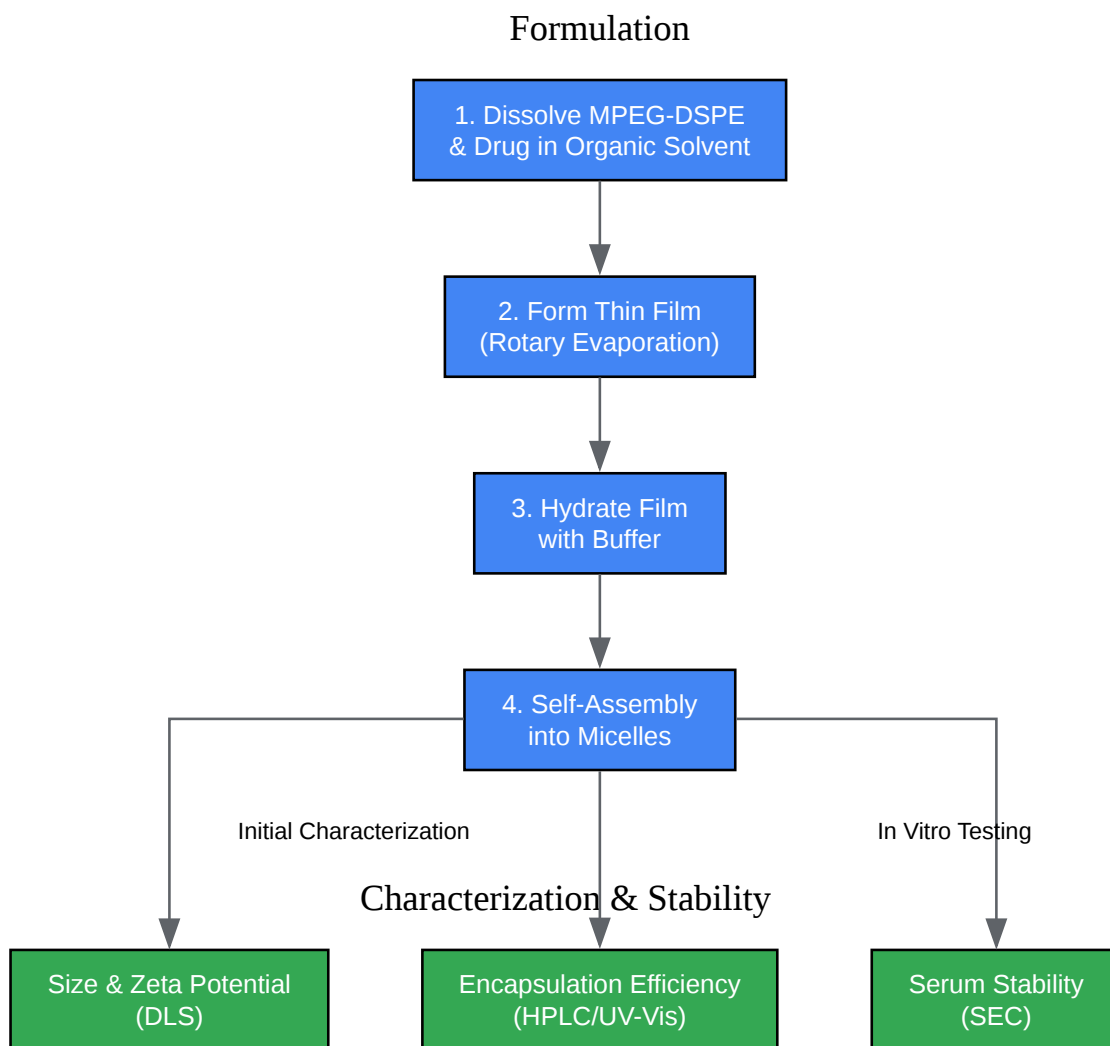 Formulation
1. Dissolve MPEG-DSPE
& Drug in Organic Solvent
2. Form Thin Film
(Rotary Evaporation)
3. Hydrate Film
with Buffer
4. Self-Assembly
into Micelles
Initial Characterization
In Vitro Testing
Characterization & Stability
Size & Zeta Potential
(DLS)
Encapsulation Efficiency
(HPLC/UV-Vis)
Serum Stability
(SEC)